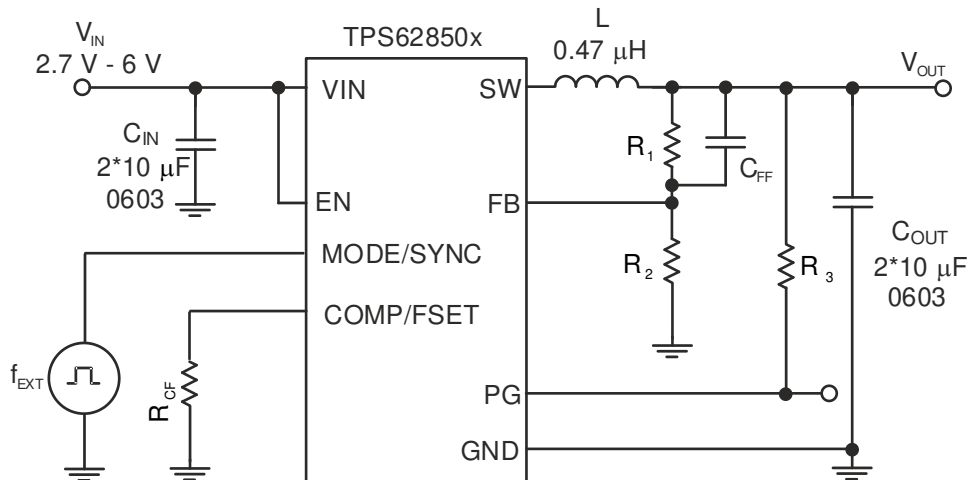 V_IN
2.7 V - 6 V
TPS62850x
L
0.47 μH
V_OUT
VIN
SW
C_IN
2*10 μF
0603
R_1
C_FF
EN
FB
MODE/SYNC
R_2
R_3
C_OUT
2*10 μF
0603
COMP/FSET
f_EXT
R_CF
PG
GND